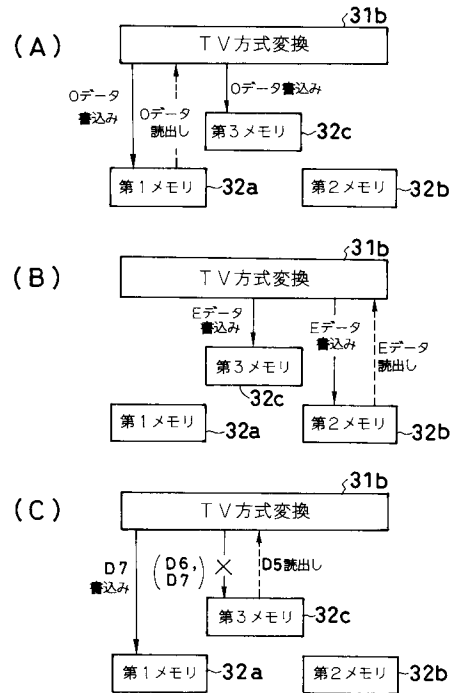 (A)
31b
TV方式変換
Oデータ
書込み
Oデータ
読出し
Oデータ書込み
第3メモリ
32c
第1メモリ
32a
第2メモリ
32b
(B)
31b
TV方式変換
Eデータ
書込み
Eデータ
書込み
Eデータ
読出し
第3メモリ
32c
第1メモリ
32a
第2メモリ
32b
(C)
31b
TV方式変換
D7
書込み
(D6,
D7)
×
D5読出し
第3メモリ
32c
第1メモリ
32a
第2メモリ
32b